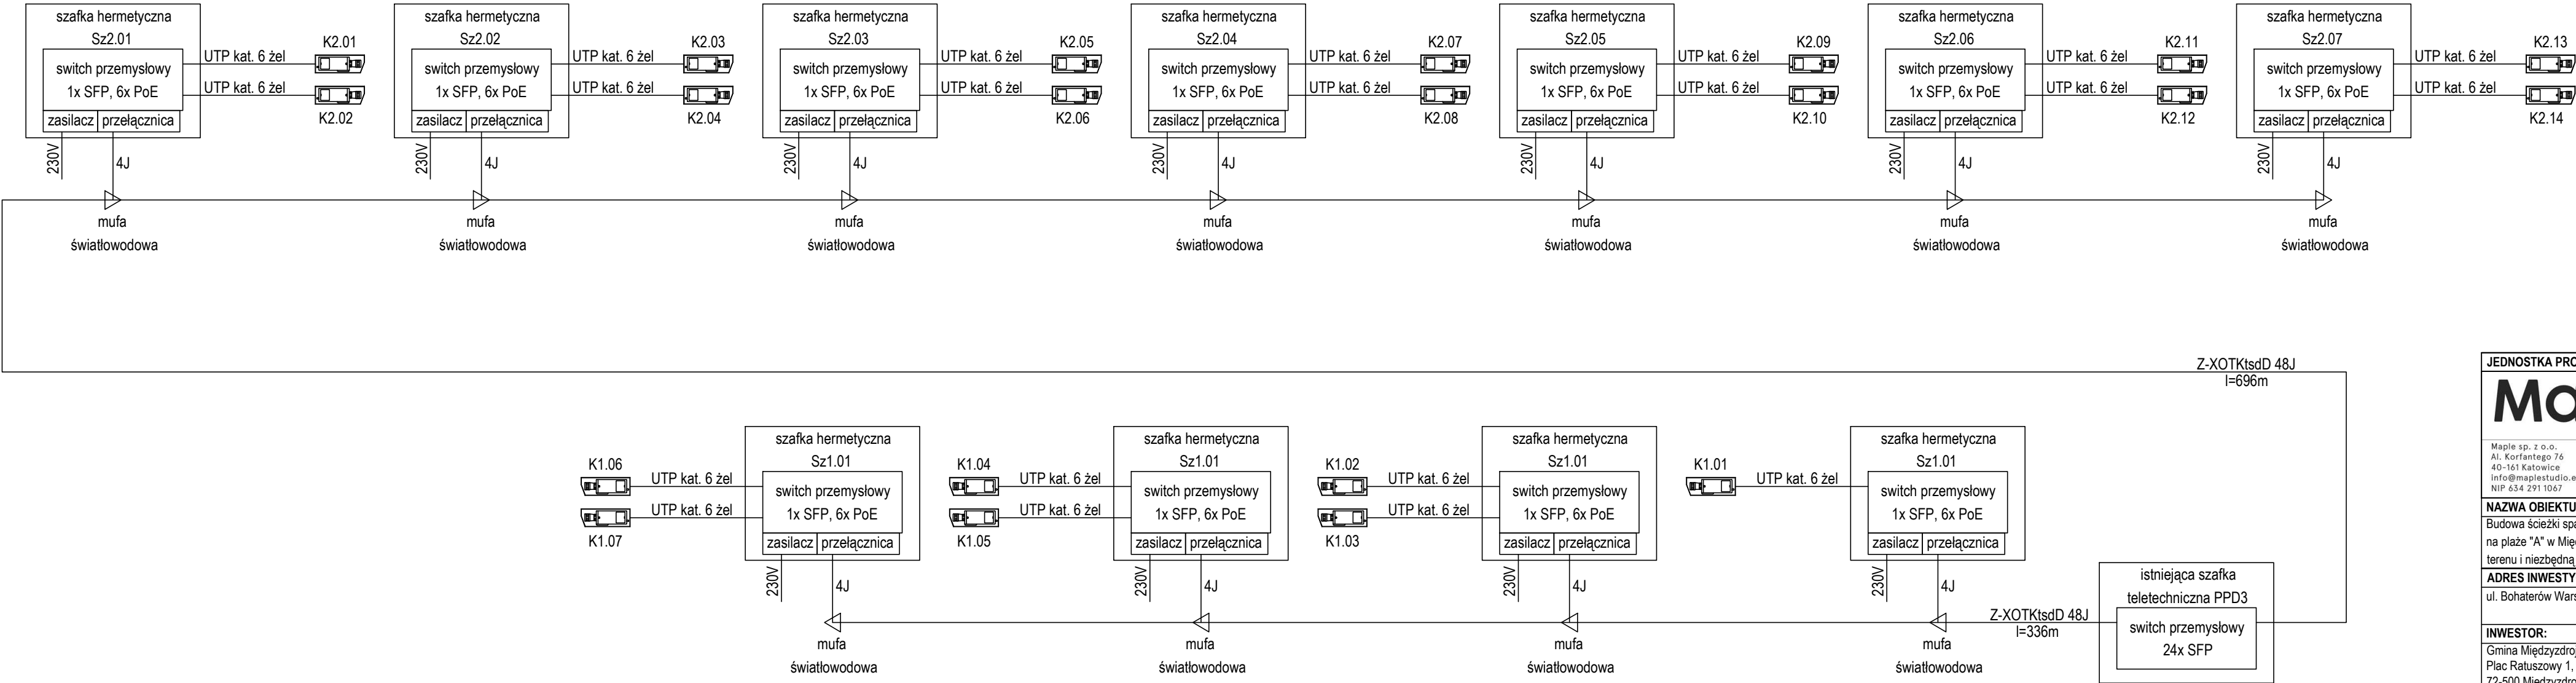 szafka hermetyczna
Sz2.01
switch przemysłowy
1x SFP, 6x PoE
zasilacz przełącznica
UTP kat. 6 żel
UTP kat. 6 żel
K2.01
K2.02
230V
4J
mufa
światłowodowa
szafka hermetyczna
Sz2.02
switch przemysłowy
1x SFP, 6x PoE
zasilacz przełącznica
UTP kat. 6 żel
UTP kat. 6 żel
K2.03
K2.04
230V
4J
mufa
światłowodowa
szafka hermetyczna
Sz2.03
switch przemysłowy
1x SFP, 6x PoE
zasilacz przełącznica
UTP kat. 6 żel
UTP kat. 6 żel
K2.05
K2.06
230V
4J
mufa
światłowodowa
szafka hermetyczna
Sz2.04
switch przemysłowy
1x SFP, 6x PoE
zasilacz przełącznica
UTP kat. 6 żel
UTP kat. 6 żel
K2.07
K2.08
230V
4J
mufa
światłowodowa
szafka hermetyczna
Sz2.05
switch przemysłowy
1x SFP, 6x PoE
zasilacz przełącznica
UTP kat. 6 żel
UTP kat. 6 żel
K2.09
K2.10
230V
4J
mufa
światłowodowa
szafka hermetyczna
Sz2.06
switch przemysłowy
1x SFP, 6x PoE
zasilacz przełącznica
UTP kat. 6 żel
UTP kat. 6 żel
K2.11
K2.12
230V
4J
mufa
światłowodowa
szafka hermetyczna
Sz2.07
switch przemysłowy
1x SFP, 6x PoE
zasilacz przełącznica
UTP kat. 6 żel
UTP kat. 6 żel
K2.13
K2.14
230V
4J
mufa
światłowodowa
Z-XOTKtsdD 48J
l=696m
K1.06
K1.07
UTP kat. 6 żel
UTP kat. 6 żel
szafka hermetyczna
Sz1.01
switch przemysłowy
1x SFP, 6x PoE
zasilacz przełącznica
230V
4J
mufa
światłowodowa
K1.04
K1.05
UTP kat. 6 żel
UTP kat. 6 żel
szafka hermetyczna
Sz1.01
switch przemysłowy
1x SFP, 6x PoE
zasilacz przełącznica
230V
4J
mufa
światłowodowa
K1.02
K1.03
UTP kat. 6 żel
UTP kat. 6 żel
szafka hermetyczna
Sz1.01
switch przemysłowy
1x SFP, 6x PoE
zasilacz przełącznica
230V
4J
mufa
światłowodowa
K1.01
UTP kat. 6 żel
szafka hermetyczna
Sz1.01
switch przemysłowy
1x SFP, 6x PoE
zasilacz przełącznica
230V
4J
mufa
światłowodowa
Z-XOTKtsdD 48J
l=336m
istniejąca szafka
teletechniczna PPD3
switch przemysłowy
24x SFP
JEDNOSTKA
Maple sp. z o.o.
Al. Korfantego 76
40-161 Katowice
info@maplestudio.e
NIP 634 291 1067
NAZWA OBIEKTU
Budowa ścieżki
na plaże "A" w
terenu i niezbędną
ADRES
ul. Bohaterów
INWESTOR:
Gmina
Plac Ratuszowy 1,
72-500